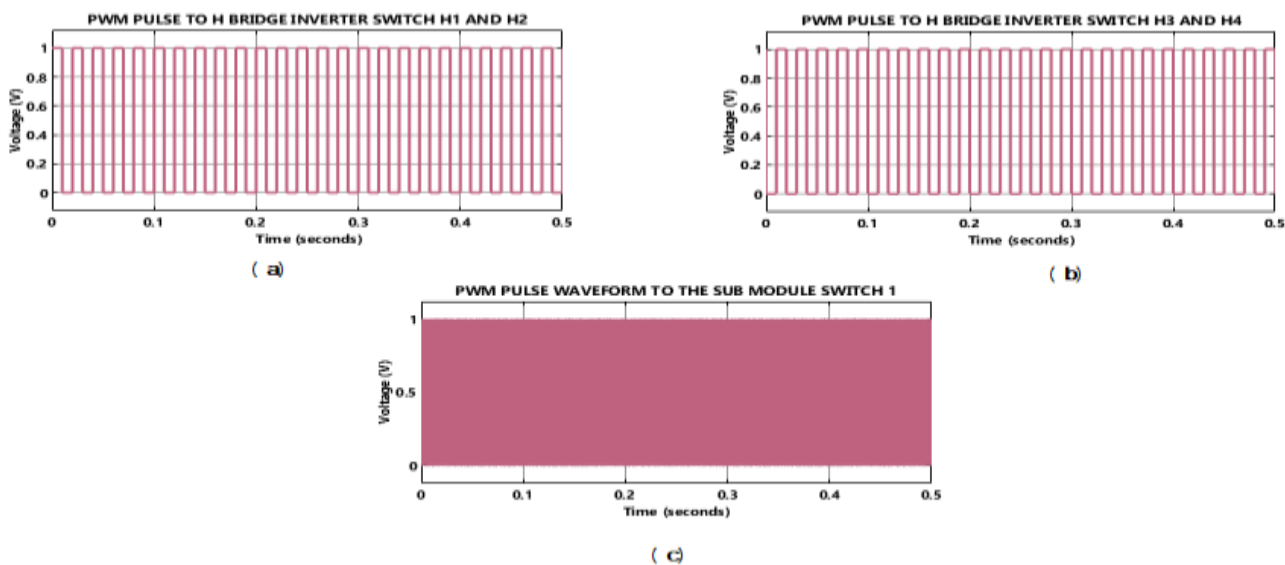 PWM PULSE TO H BRIDGE INVERTER SWITCH H1 AND H2
1
0.8
0.6
0.4
0.2
0
Voltage (V)
0 0.1 0.2 0.3 0.4 0.5
Time (seconds)
( a)
PWM PULSE TO H BRIDGE INVERTER SWITCH H3 AND H4
1
0.8
0.6
0.4
0.2
0
Voltage (V)
0 0.1 0.2 0.3 0.4 0.5
Time (seconds)
( b)
PWM PULSE WAVEFORM TO THE SUB MODULE SWITCH 1
1
0.5
0
Voltage (V)
0 0.1 0.2 0.3 0.4 0.5
Time (seconds)
( c)